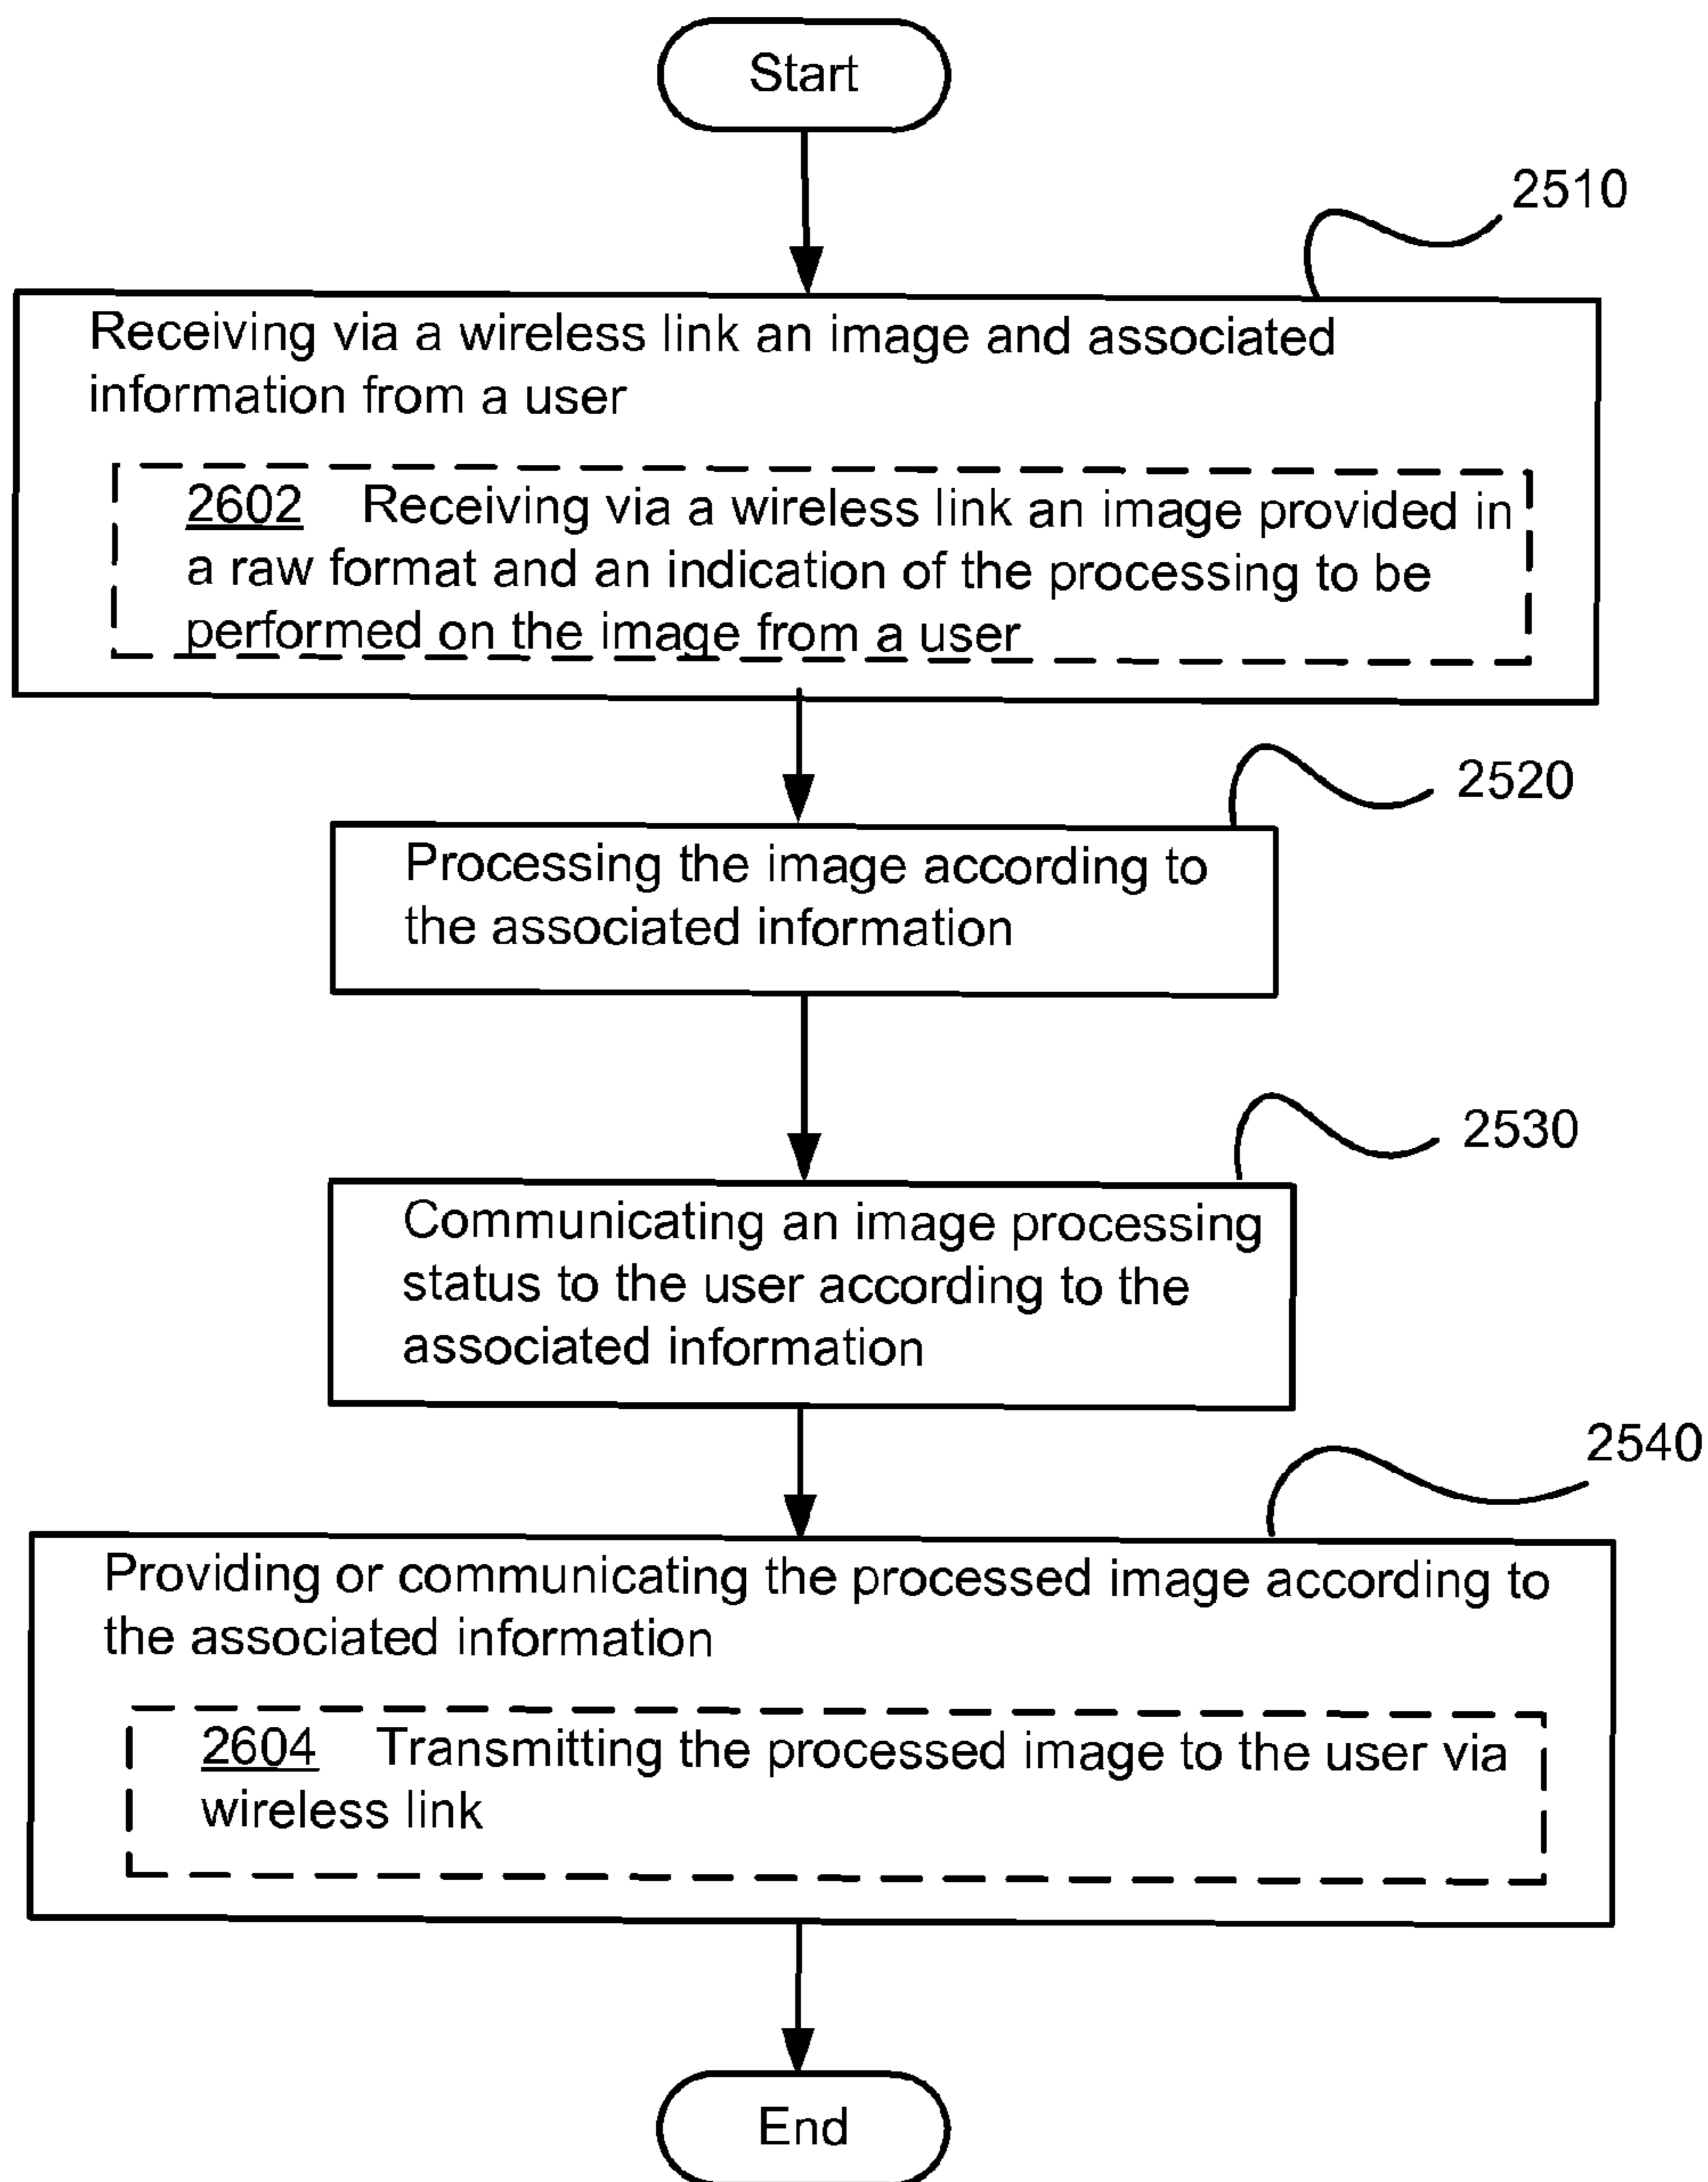 Start
2510
Receiving via a wireless link an image and associated
information from a user
2602 Receiving via a wireless link an image provided in
a raw format and an indication of the processing to be
performed on the image from a user
2520
Processing the image according to
the associated information
2530
Communicating an image processing
status to the user according to the
associated information
2540
Providing or communicating the processed image according to
the associated information
2604 Transmitting the processed image to the user via
wireless link
End